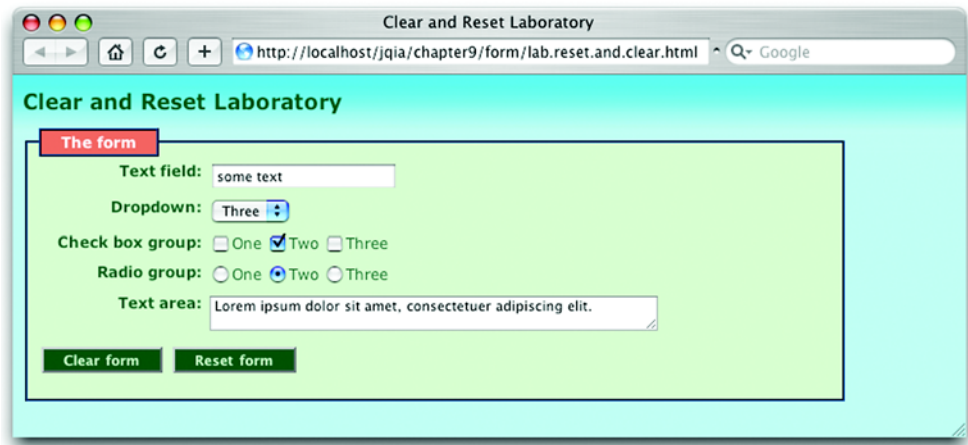 Clear and Reset Laboratory
http://localhost/jqia/chapter9/form/lab.reset.and.clear.html Google
Clear and Reset Laboratory
The form
Text field: some text
Dropdown: Three
Check box group: One Two Three
Radio group: One Two Three
Text area: Lorem ipsum dolor sit amet, consectetuer adipiscing elit.
Clear form Reset form